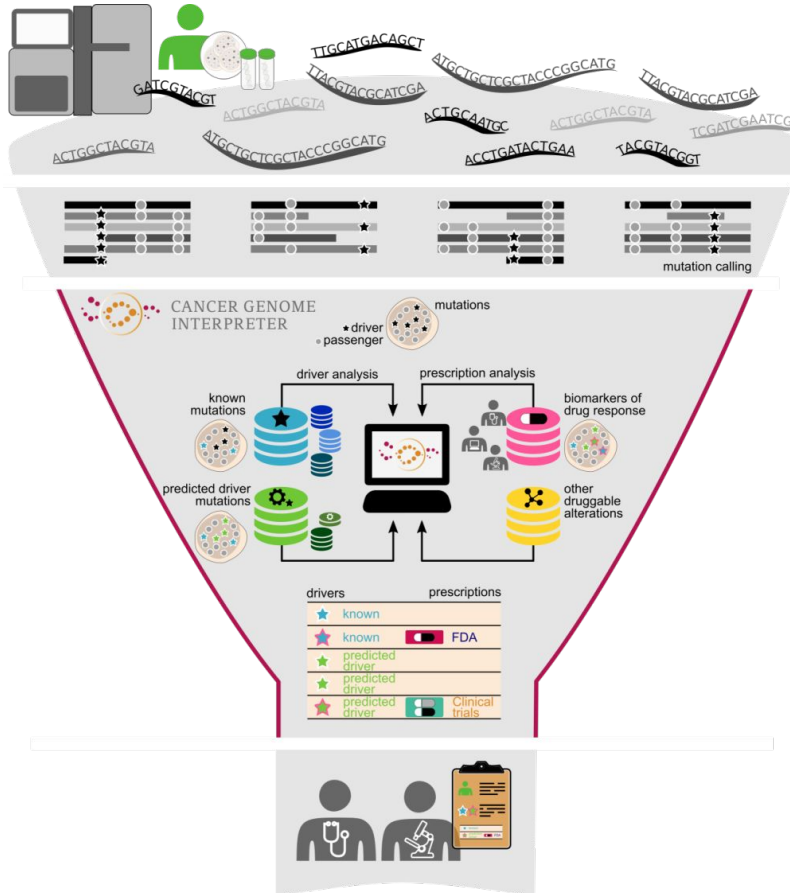 TTGCATGACAGCT
ATGCTGCTCGCTACCCGGCATG
TTACGTACGCATCGA
TTACGTACGCATCGA
GATCGTACGT
ACTGGCTACGTA
ACTGCAATGC
ACTGGCTACGTA
TCGATCGAATCG
ACTGGCTACGTA
ATGCTGCTCGCTACCCGGCATG
ACCTGATACTGAA
TACGTACGGT
mutation calling
CANCER GENOME
INTERPRETER
mutations
driver
passenger
driver analysis
prescription analysis
known
mutations
biomarkers of
drug response
predicted driver
mutations
other
druggable
alterations
drivers
prescriptions
known
known
FDA
predicted
driver
predicted
driver
predicted
driver
Clinical
trials